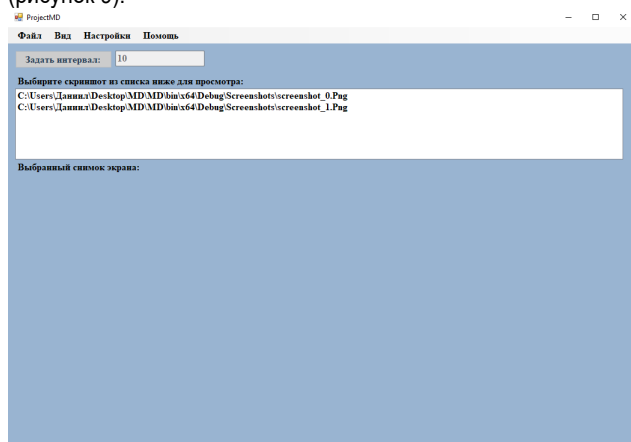 ProjectMD
Файл Вид Настройки Помощь
Задать интервал: 10
Выбирите скриншот из списка ниже для просмотра:
C:\Users\Даниил\Desktop\MD\MD\bin\x64\Debug\Screenshots\screenshot_0.Png
C:\Users\Даниил\Desktop\MD\MD\bin\x64\Debug\Screenshots\screenshot_1.Png
Выбранный снимок экрана: